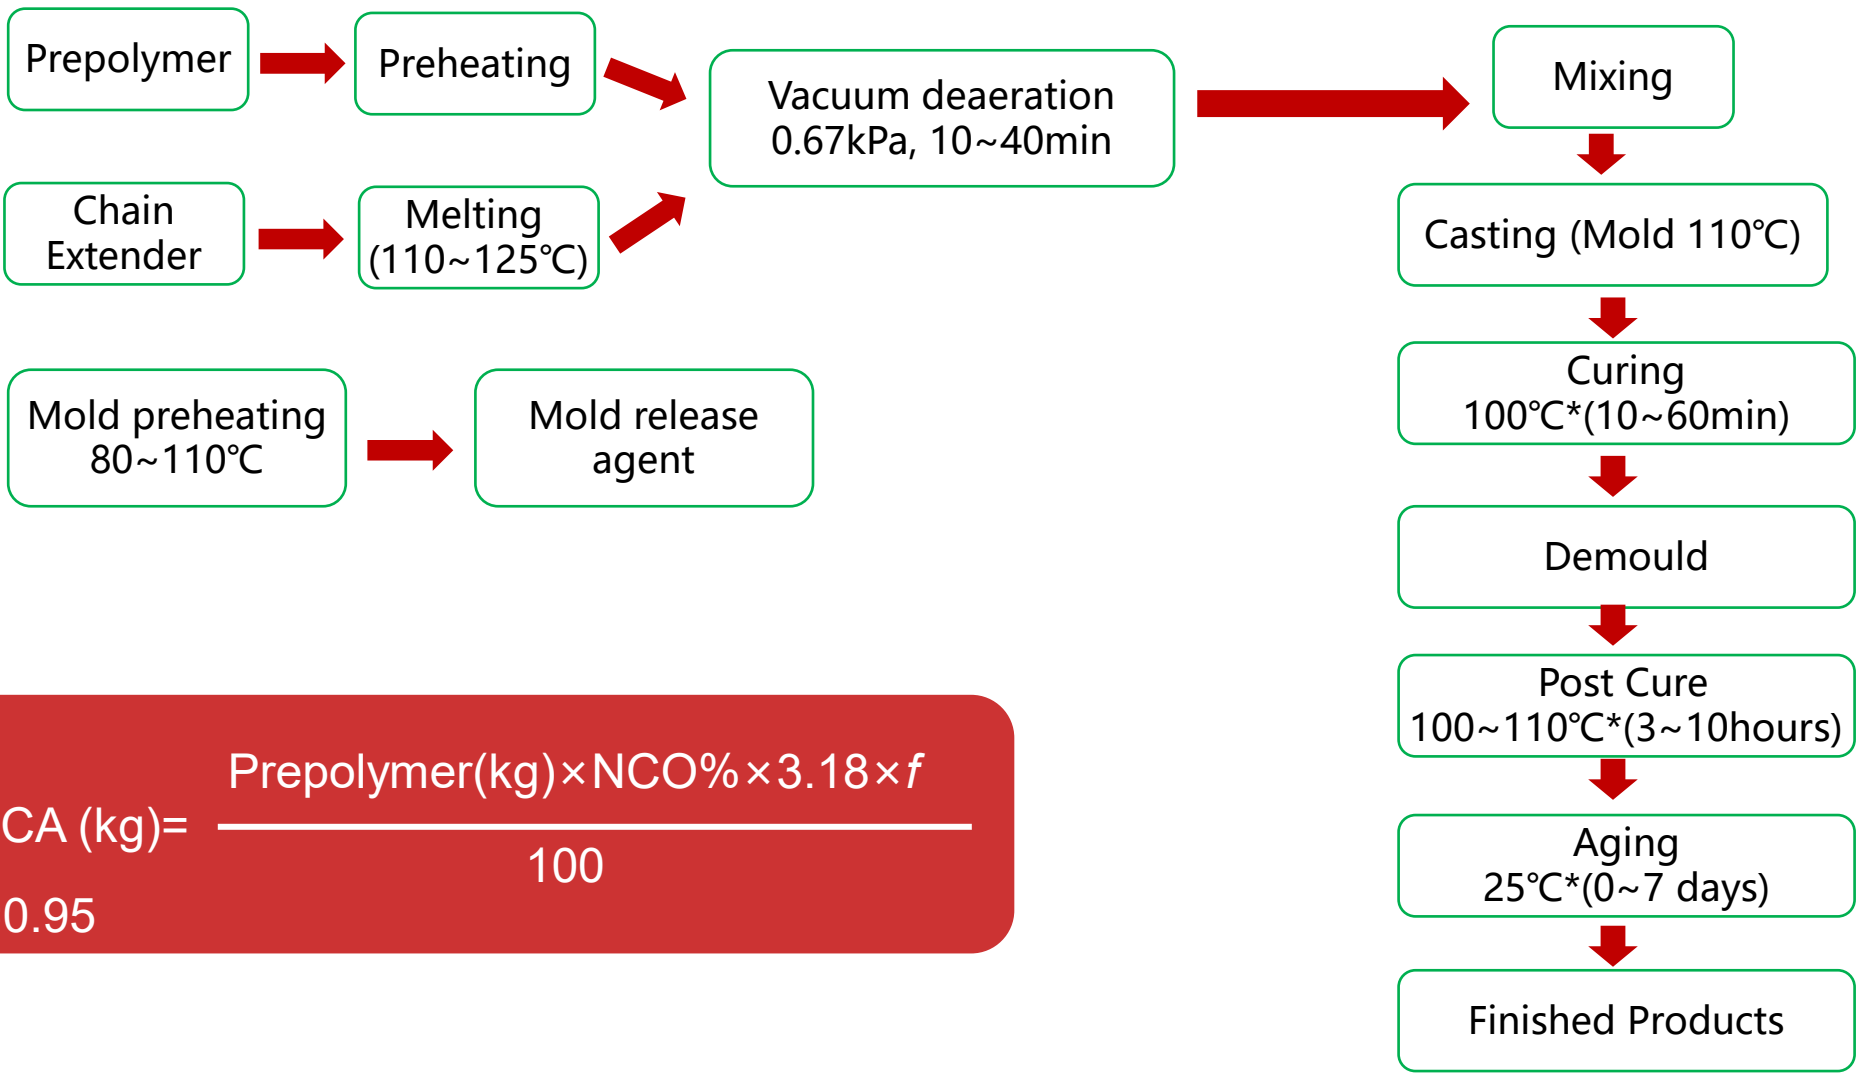 Prepolymer
Preheating
Vacuum deaeration
0.67kPa, 10~40min
Mixing
Chain
Extender
Melting
(110~125℃)
Casting (Mold 110℃)
Mold preheating
80~110℃
Mold release
agent
Curing
100℃*(10~60min)
Demould
Post Cure
100~110℃*(3~10hours)
Aging
25℃*(0~7 days)
Finished Products
Prepolymer(kg)×NCO%×3.18×f
CA (kg)=
100
0.95